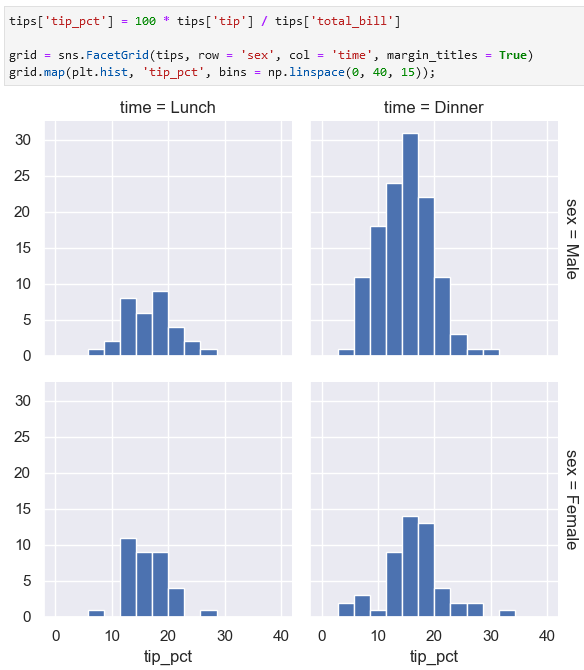 tips['tip_pct'] = 100 * tips['tip'] / tips['total_bill']
grid = sns.FacetGrid(tips, row = 'sex', col = 'time', margin_titles = True)
grid.map(plt.hist, 'tip_pct', bins = np.linspace(0, 40, 15));
time = Lunch
time = Dinner
30
25
20
15
10
5
0
sex = Male
30
25
20
15
10
5
0
sex = Female
0 10 20 30 40
0 10 20 30 40
tip_pct
tip_pct